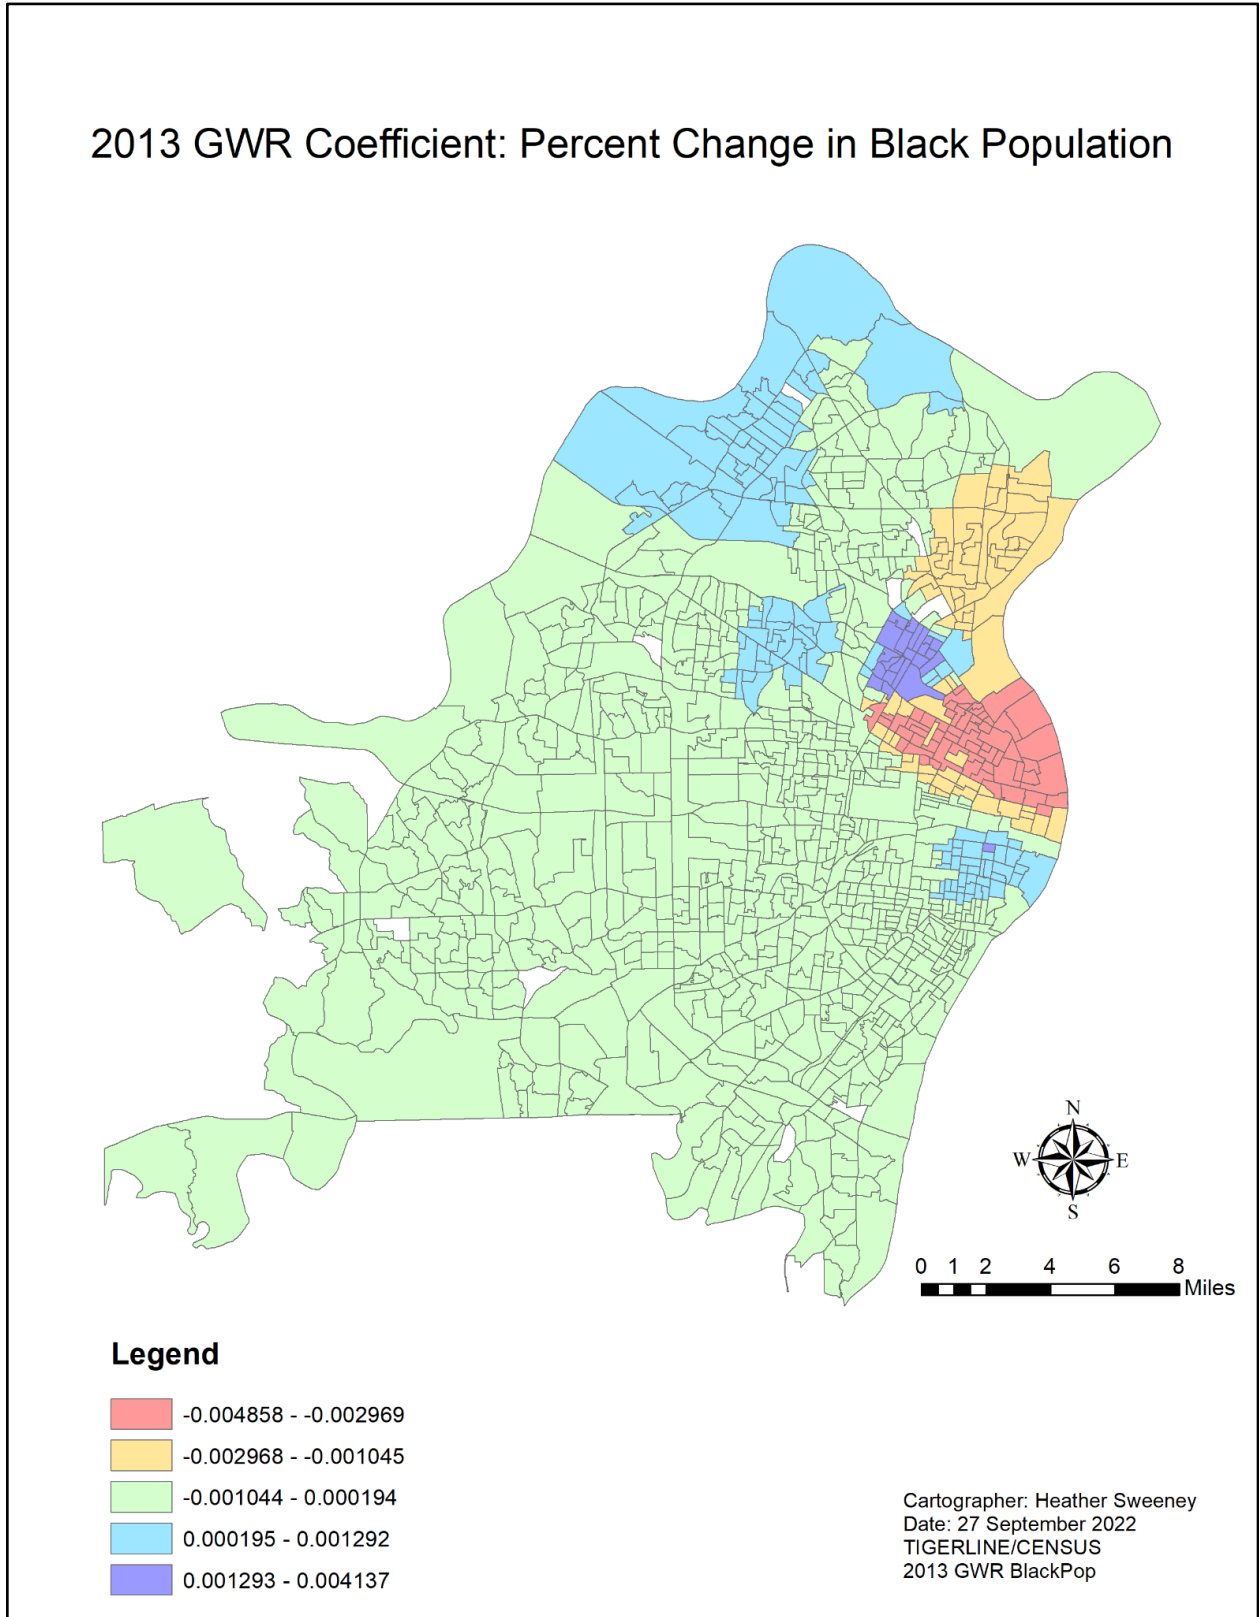 2013 GWR Coefficient: Percent Change in Black Population
N
W E
S
0 1 2 4 6 8
Miles
Legend
-0.004858 - -0.002969
-0.002968 - -0.001045
-0.001044 - 0.000194
0.000195 - 0.001292
0.001293 - 0.004137
Cartographer: Heather Sweeney
Date: 27 September 2022
TIGERLINE/CENSUS
2013 GWR BlackPop